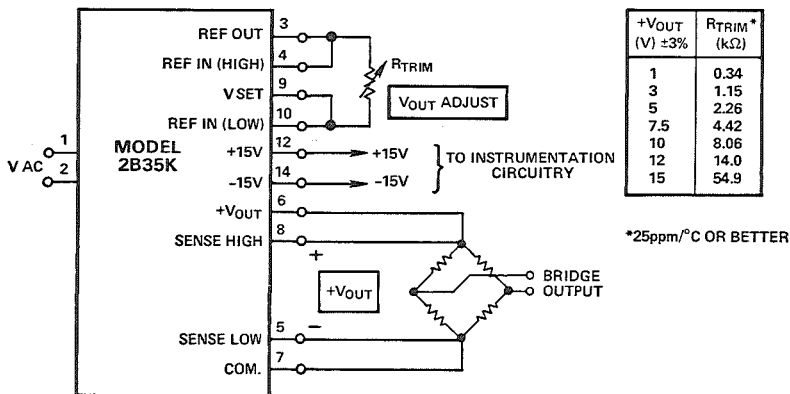 REF OUT 3
REF IN (HIGH) 4
VSET 9
REF IN (LOW) 10
RTRIM
VOUT ADJUST
MODEL
2B35K
V AC
1
2
+15V 12 +15V
-15V 14 -15V
TO INSTRUMENTATION
CIRCUITRY
+VOUT 6
SENSE HIGH 8
+
+VOUT
BRIDGE
OUTPUT
SENSE LOW 5
–
COM. 7
+VOUT RTRIM*
(V) ±3% (kΩ)
1 0.34
3 1.15
5 2.26
7.5 4.42
10 8.06
12 14.0
15 54.9
*25ppm/°C OR BETTER